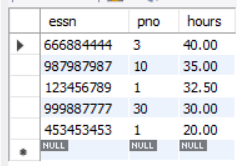 essn pno hours
666884444 3 40.00
987987987 10 35.00
123456789 1 32.50
999887777 30 30.00
453453453 1 20.00
NULL NULL NULL